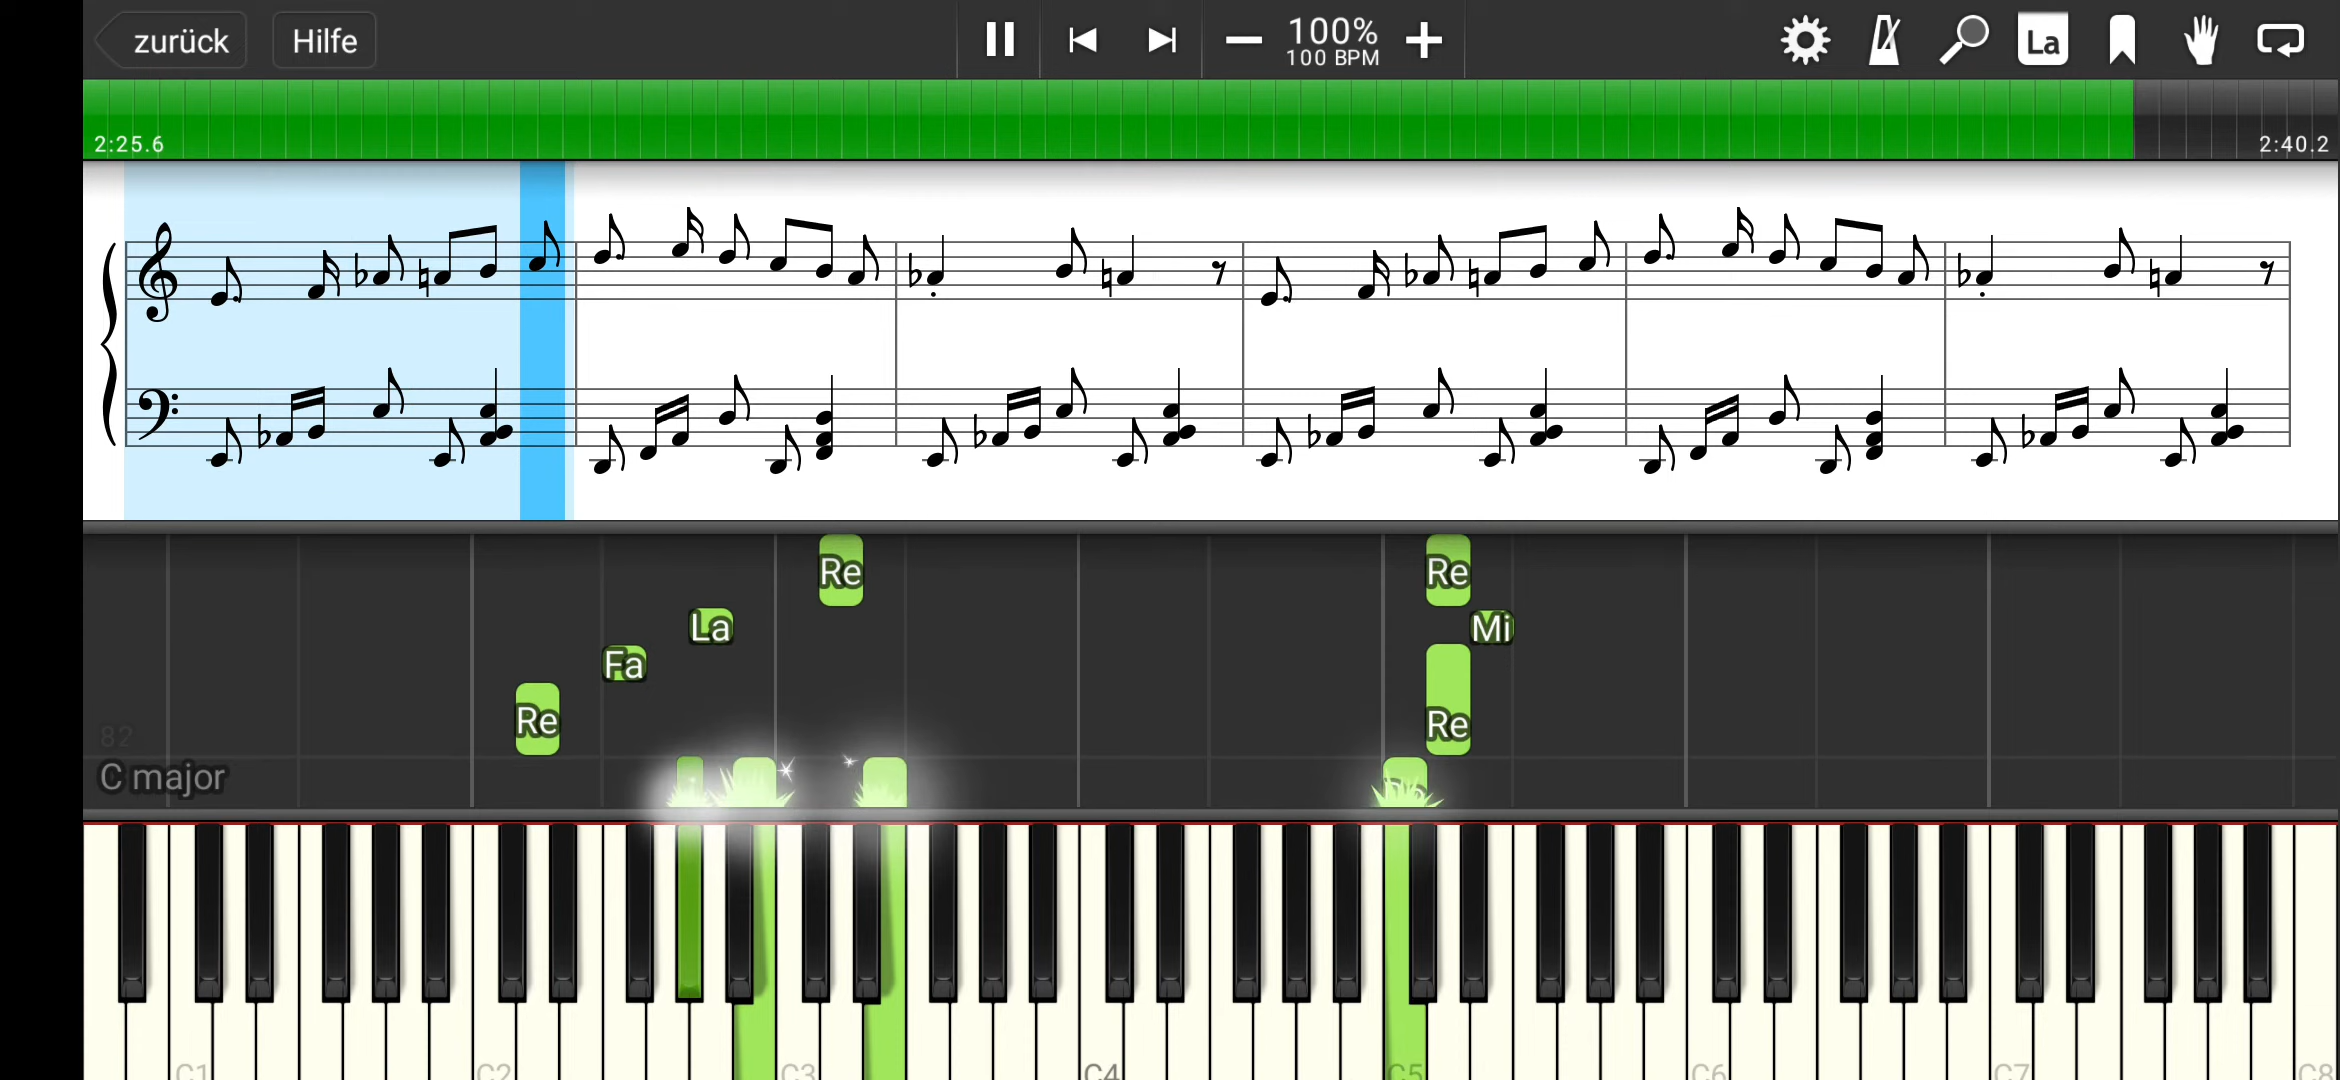 zurück
Hilfe
100%
100 BPM
La
2:25.6
2:40.2
Re
Re
La
Mi
Fa
Re
Re
82
C major
C1
C2
C3
C4
C5
C6
C7
C8